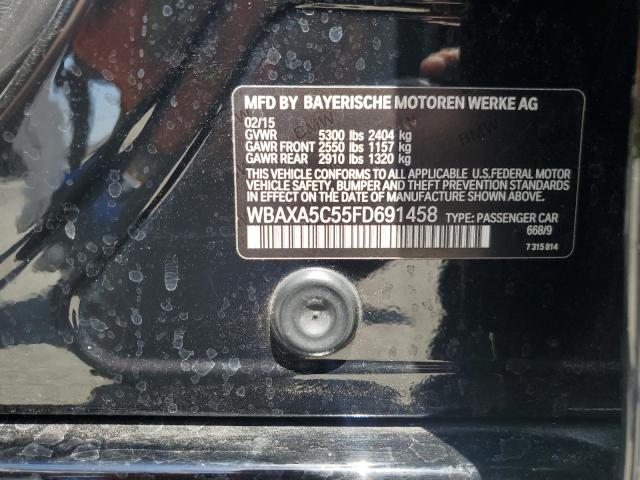 MFD BY BAYERISCHE MOTOREN WERKE AG
02/15
GVWR 5300 lbs 2404 kg
GAWR FRONT 2550 lbs 1157 kg
GAWR REAR 2910 lbs 1320 kg
THIS VEHICLE CONFORMS TO ALL APPLICABLE U.S.FEDERAL MOTOR
VEHICLE SAFETY, BUMPER AND THEFT PREVENTION STANDARDS
IN EFFECT ON THE DATE OF MANUFACTURE SHOWN ABOVE.
WBAXA5C55FD691458 TYPE: PASSENGER CAR
668/9
7 315 814